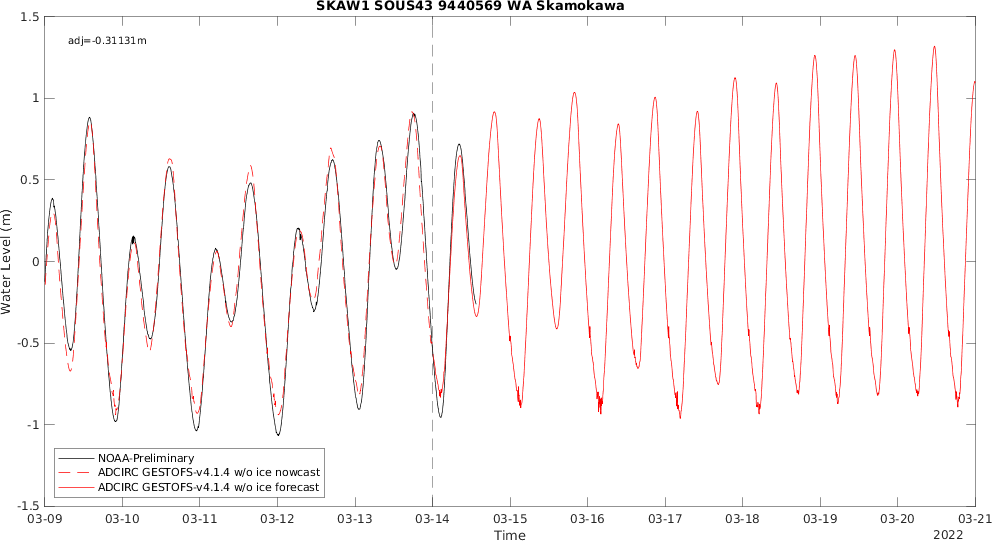 SKAW1 SOUS43 9440569 WA Skamokawa
adj=-0.31131m
1.5
1
0.5
0
-0.5
-1
-1.5
Water Level (m)
NOAA-Preliminary
ADCIRC GESTOFS-v4.1.4 w/o ice nowcast
ADCIRC GESTOFS-v4.1.4 w/o ice forecast
03-09 03-10 03-11 03-12 03-13 03-14 03-15 03-16 03-17 03-18 03-19 03-20 03-21
Time
2022